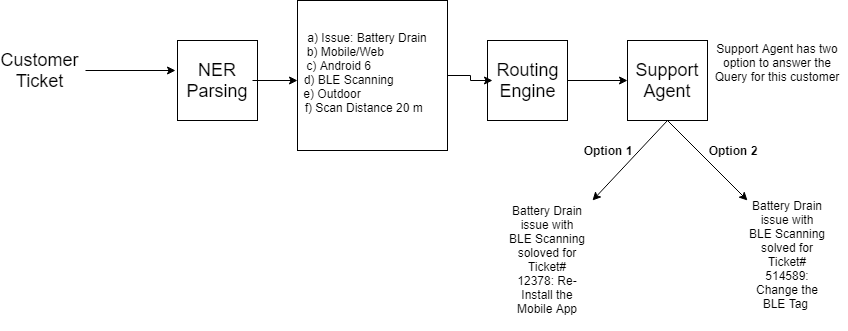 Customer
Ticket
NER
Parsing
a) Issue: Battery Drain
b) Mobile/Web
c) Android 6
d) BLE Scanning
e) Outdoor
f) Scan Distance 20 m
Routing
Engine
Support
Agent
Support Agent has two
option to answer the
Query for this customer
Option 1
Option 2
Battery Drain
issue with
BLE Scanning
soloved for
Ticket#
12378: Re-
Install the
Mobile App
Battery Drain
issue with
BLE Scanning
solved for
Ticket#
514589:
Change the
BLE Tag